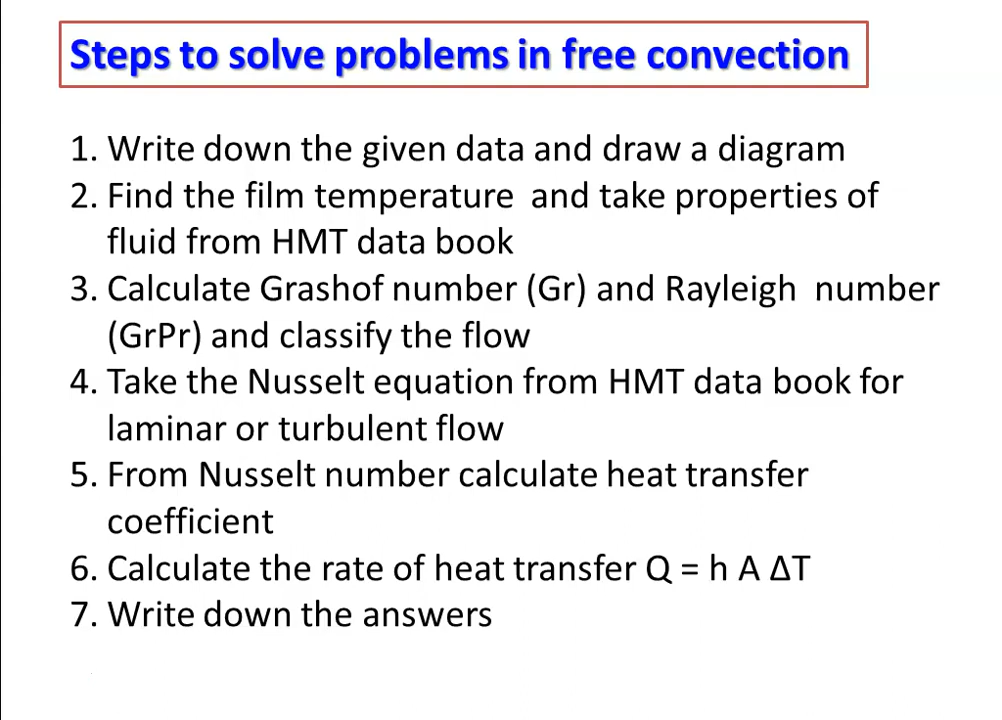 Steps to solve problems in free convection
1. Write down the given data and draw a diagram
2. Find the film temperature and take properties of
fluid from HMT data book
3. Calculate Grashof number (Gr) and Rayleigh number
(GrPr) and classify the flow
4. Take the Nusselt equation from HMT data book for
laminar or turbulent flow
5. From Nusselt number calculate heat transfer
coefficient
6. Calculate the rate of heat transfer Q = h A ΔT
7. Write down the answers